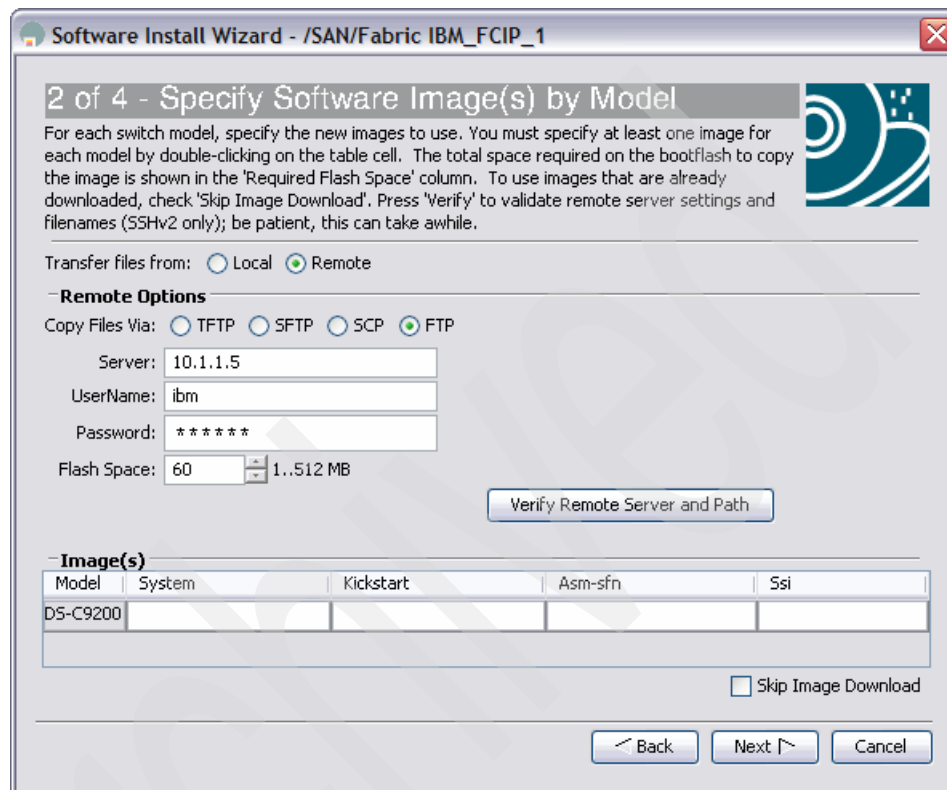 Software Install Wizard - /SAN/Fabric IBM_FCIP_1
2 of 4 - Specify Software Image(s) by Model
For each switch model, specify the new images to use. You must specify at least one image for
each model by double-clicking on the table cell. The total space required on the bootflash to copy
the image is shown in the 'Required Flash Space' column. To use images that are already
downloaded, check 'Skip Image Download'. Press 'Verify' to validate remote server settings and
filenames (SSHv2 only); be patient, this can take awhile.
Transfer files from: Local Remote
Remote Options
Copy Files Via: TFTP SFTP SCP FTP
Server: 10.1.1.5
UserName: ibm
Password: ******
Flash Space: 60 1..512 MB
Verify Remote Server and Path
Image(s)
Model System Kickstart Asm-sfn Ssi
DS-C9200
Skip Image Download
Back Next Cancel